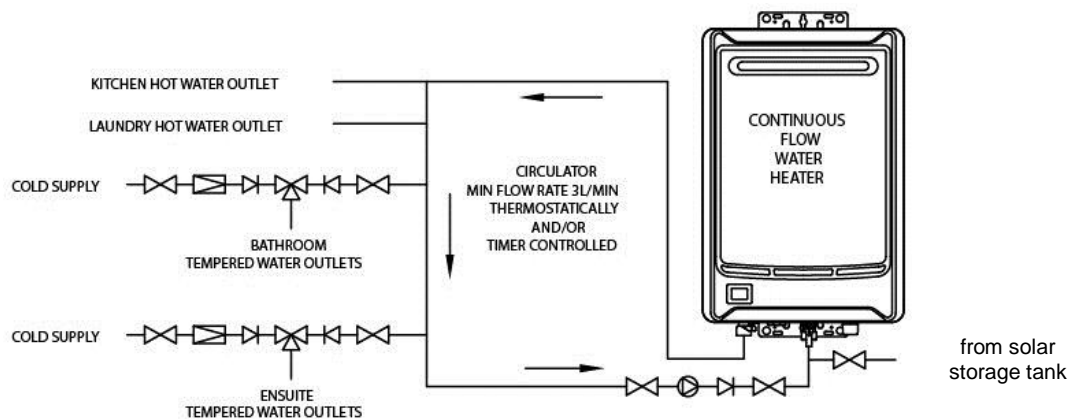 KITCHEN HOT WATER OUTLET
LAUNDRY HOT WATER OUTLET
COLD SUPPLY
BATHROOM
TEMPERED WATER OUTLETS
COLD SUPPLY
ENSUITE
TEMPERED WATER OUTLETS
CIRCULATOR
MIN FLOW RATE 3L/MIN
THERMOSTATICALLY
AND/OR
TIMER CONTROLLED
CONTINUOUS
FLOW
WATER
HEATER
from solar
storage tank